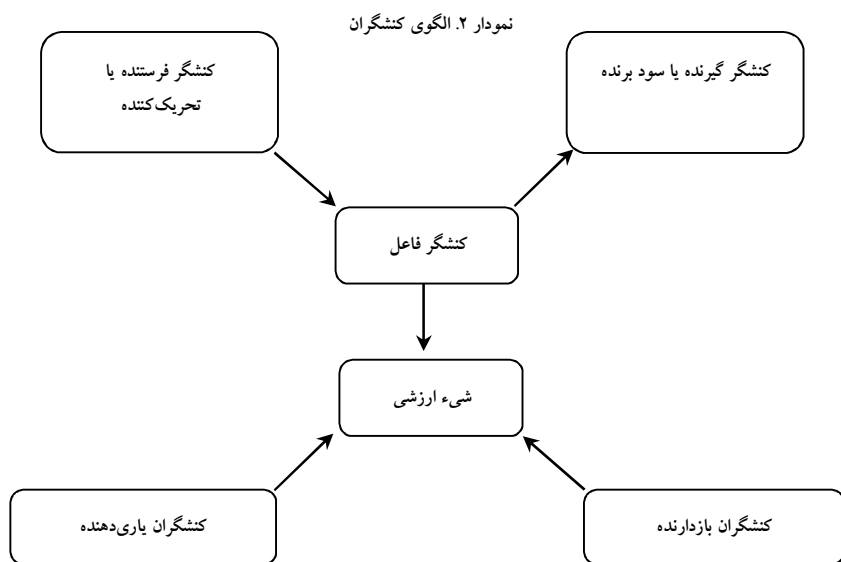 نمودار ۲. الگوی کنشگران
کنشگر گیرنده یا سود برنده
کنشگر فرستنده یا
تحریک‌کننده
کنشگر فاعل
شیء ارزشی
کنشگران بازدارنده
کنشگران یاری‌دهنده